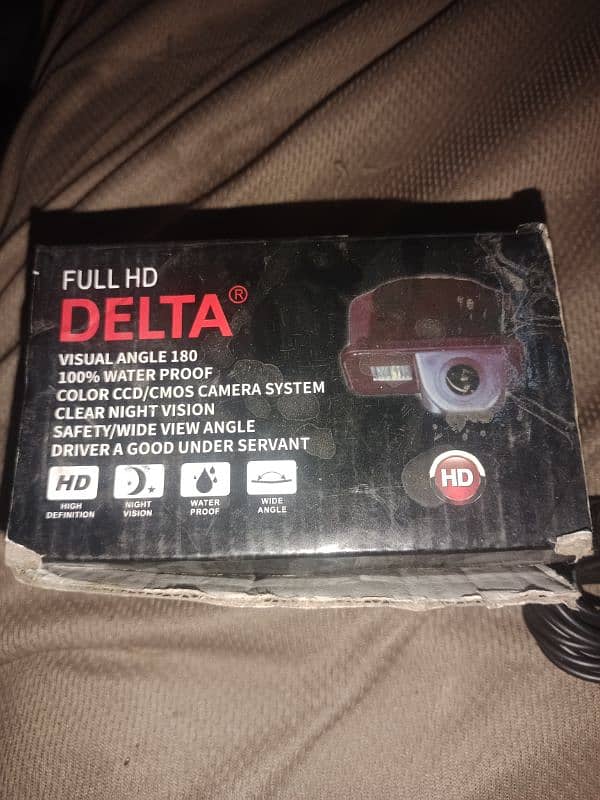 FULL HD
DELTA®
VISUAL ANGLE 180
100% WATER PROOF
COLOR CCD/CMOS CAMERA SYSTEM
CLEAR NIGHT VISION
SAFETY/WIDE VIEW ANGLE
DRIVER A GOOD UNDER SERVANT
HD
HIGH
DEFINITION
NIGHT
VISION
WATER
PROOF
WIDE
ANGLE
HD